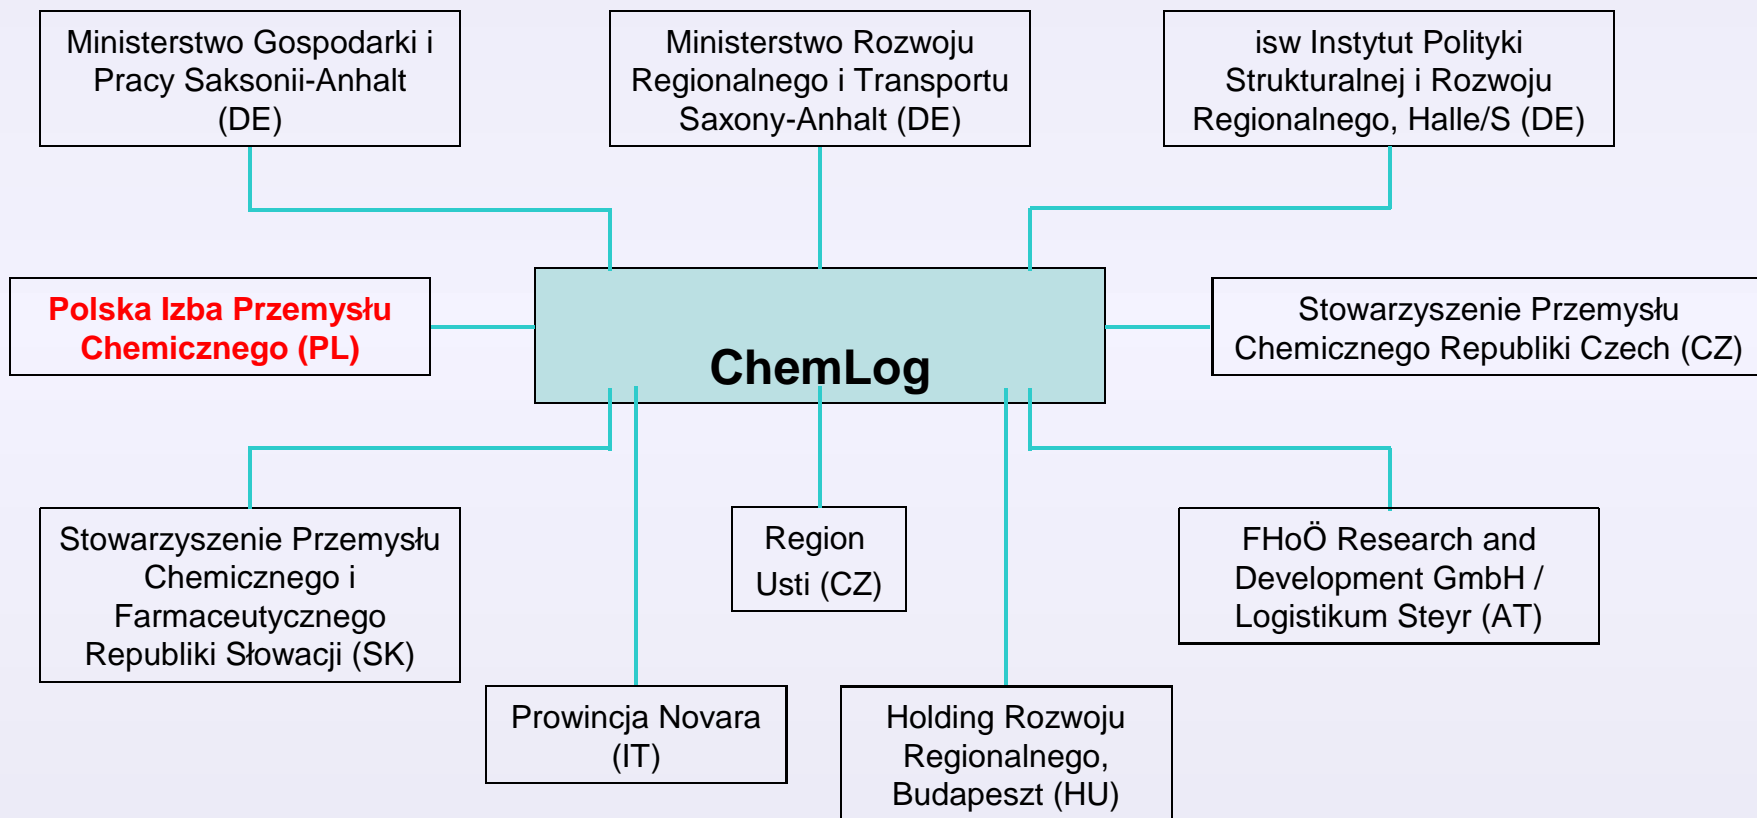 Ministerstwo Gospodarki i
Pracy Saksonii-Anhalt
(DE)
Ministerstwo Rozwoju
Regionalnego i Transportu
Saxony-Anhalt (DE)
isw Instytut Polityki
Strukturalnej i Rozwoju
Regionalnego, Halle/S (DE)
Polska Izba Przemysłu
Chemicznego (PL)
ChemLog
Stowarzyszenie Przemysłu
Chemicznego Republiki Czech (CZ)
Stowarzyszenie Przemysłu
Chemicznego i
Farmaceutycznego
Republiki Słowacji (SK)
Region
Usti (CZ)
FHoÖ Research and
Development GmbH /
Logistikum Steyr (AT)
Prowincja Novara
(IT)
Holding Rozwoju
Regionalnego,
Budapeszt (HU)